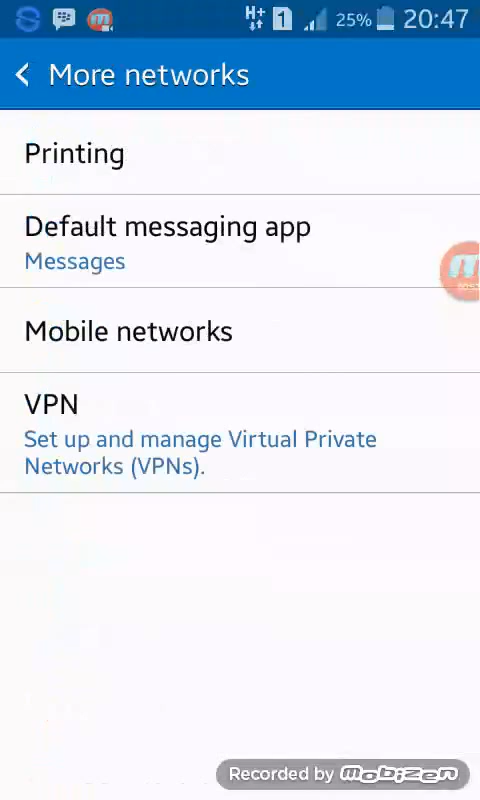 H+ 1 25% 20:47
More networks
Printing
Default messaging app
Messages
Mobile networks
VPN
Set up and manage Virtual Private
Networks (VPNs).
Recorded by mobizen